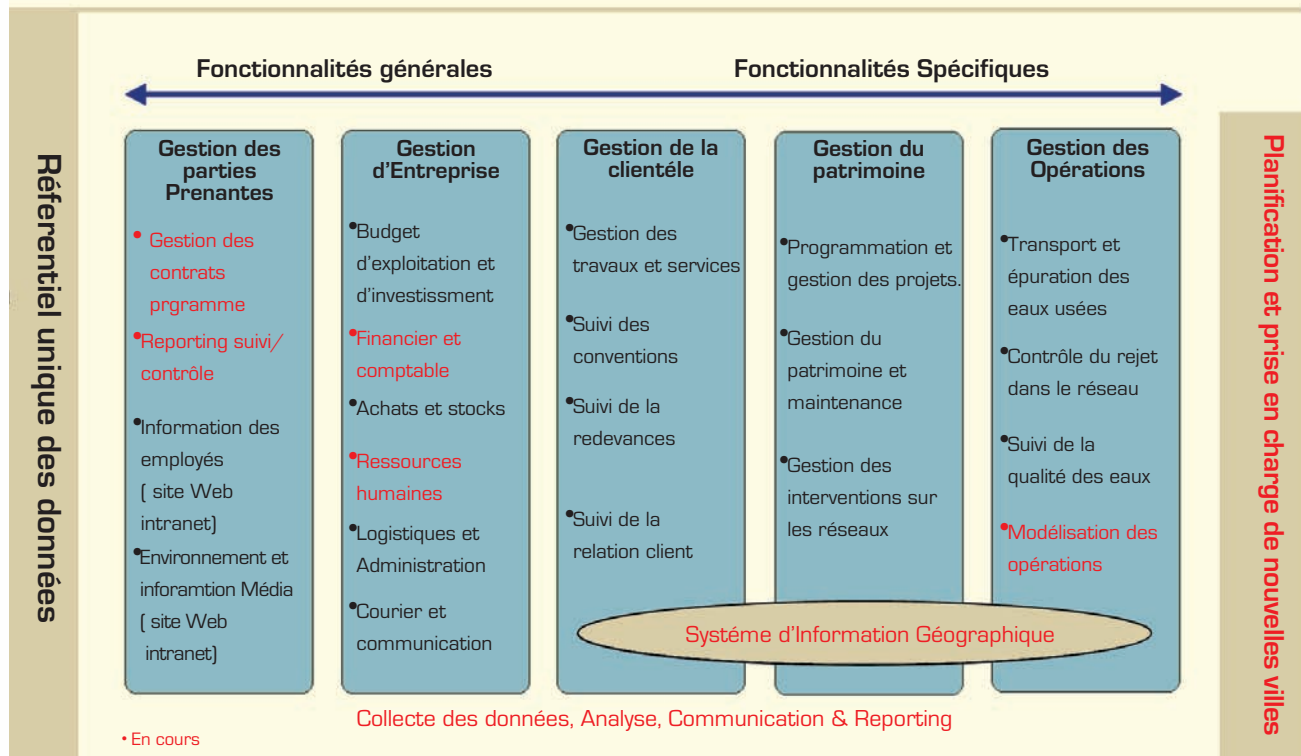 Fonctionnalités générales
Fonctionnalités Spécifiques
Réferentiel unique des données
Gestion des
parties
Prenantes
• Gestion des
contrats
prgramme
•Reporting suivi/
contrôle
•Information des
employés
( site Web
intranet)
•Environnement et
inforamtion Média
( site Web
intranet)
Gestion
d'Entreprise
•Budget
d'exploitation et
d'investissment
•Financier et
comptable
•Achats et stocks
•Ressources
humaines
•Logistiques et
Administration
•Courier et
communication
Gestion de la
clientéle
•Gestion des
travaux et services
•Suivi des
conventions
•Suivi de la
redevances
•Suivi de la
relation client
Gestion du
patrimoine
•Programmation et
gestion des projets.
•Gestion du
patrimoine et
maintenance
•Gestion des
interventions sur
les réseaux
Gestion des
Opérations
•Transport et
épuration des
eaux usées
•Contrôle du rejet
dans le réseau
•Suivi de la
qualité des eaux
•Modélisation des
opérations
Systéme d'Information Géographique
Planification et prise en charge de nouvelles villes
Collecte des données, Analyse, Communication & Reporting
• En cours